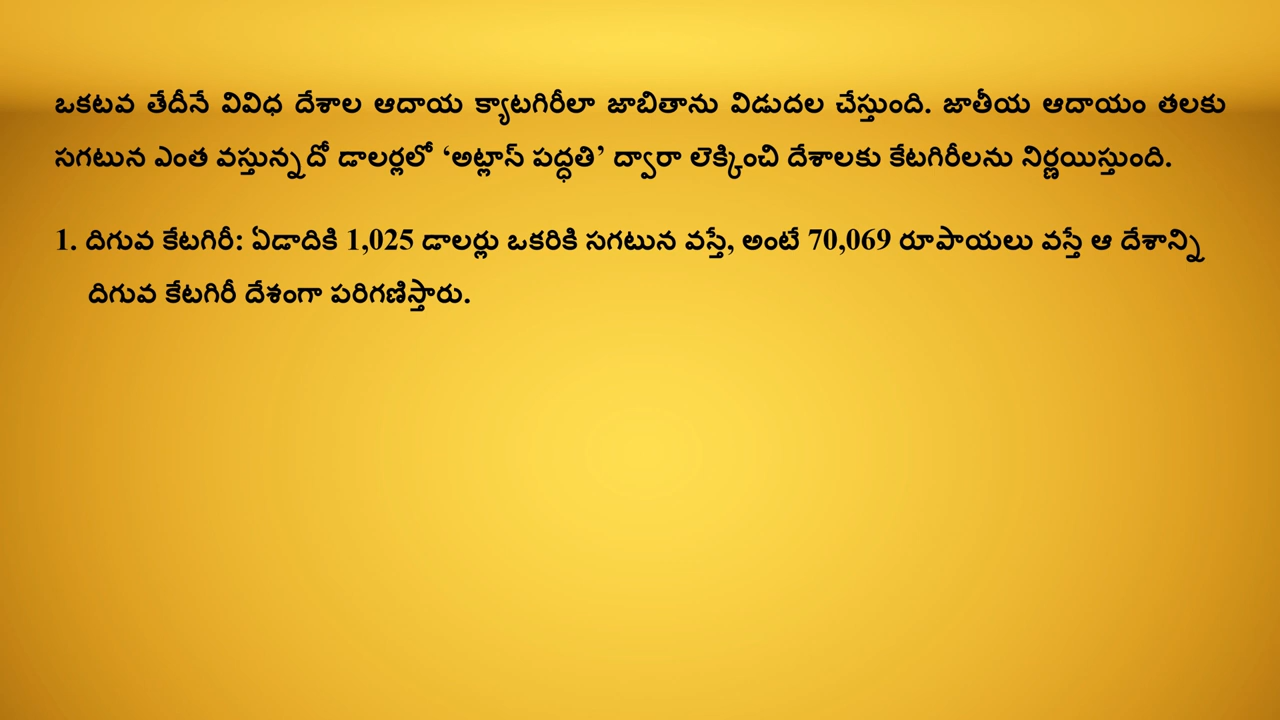 ఒకటవ తేదీనే వివిధ దేశాల ఆదాయ క్యాటగిరీలా జాబితాను విడుదల చేస్తుంది. జాతీయ ఆదాయం తలకు
సగటున ఎంత వస్తున్నదో డాలర్లలో ‘అట్లాస్ పద్ధతి’ ద్వారా లెక్కించి దేశాలకు కేటగిరీలను నిర్ణయిస్తుంది.
1. దిగువ కేటగిరీ: ఏడాదికి 1,025 డాలర్లు ఒకరికి సగటున వస్తే, అంటే 70,069 రూపాయలు వస్తే ఆ దేశాన్ని
దిగువ కేటగిరీ దేశంగా పరిగణిస్తారు.